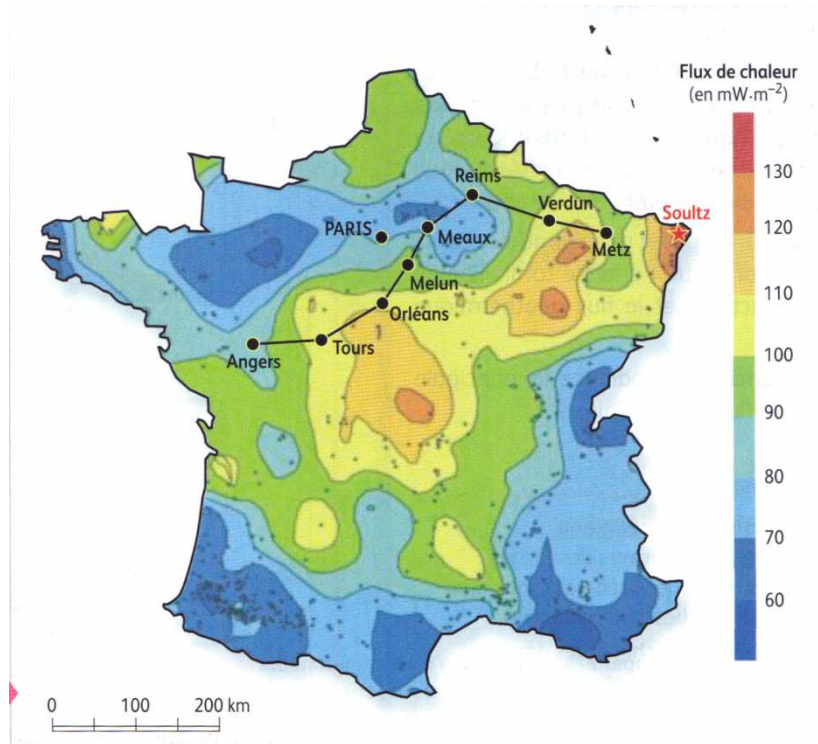 Flux de chaleur
(en mW·m⁻²)
130
120
110
100
90
80
70
60
Reims
Verdun
Soultz
PARIS
Meaux
Metz
Melun
Orléans
Angers
Tours
0 100 200 km